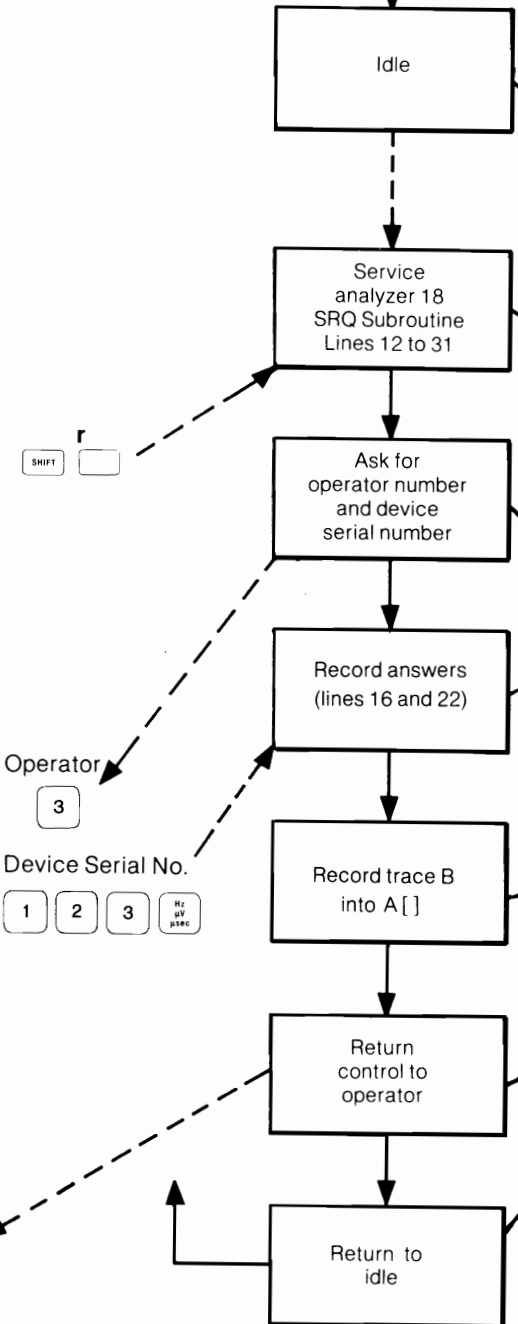 Idle
Service
analyzer 18
SRQ Subroutine
Lines 12 to 31
r
SHIFT
Ask for
operator number
and device
serial number
Record answers
(lines 16 and 22)
Operator
3
Device Serial No.
1 2 3 Hz
µV
µsec
Record trace B
into A [ ]
Return
control to
operator
Return to
idle